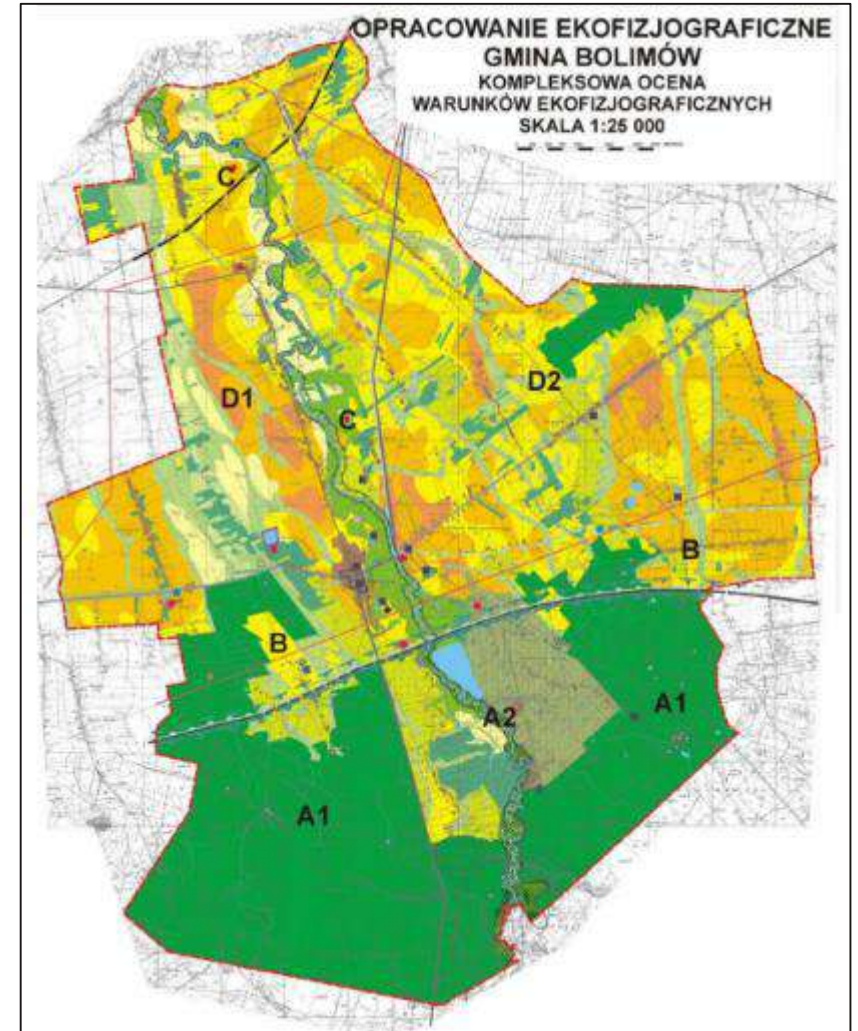 OPRACOWANIE EKOFIZJOGRAFICZNE
GMINA BOLIMÓW
KOMPLEKSOWA OCENA
WARUNKÓW EKOFIZJOGRAFICZNYCH
SKALA 1:25 000
C
D1
C
D2
B
B
A2
A1
A1